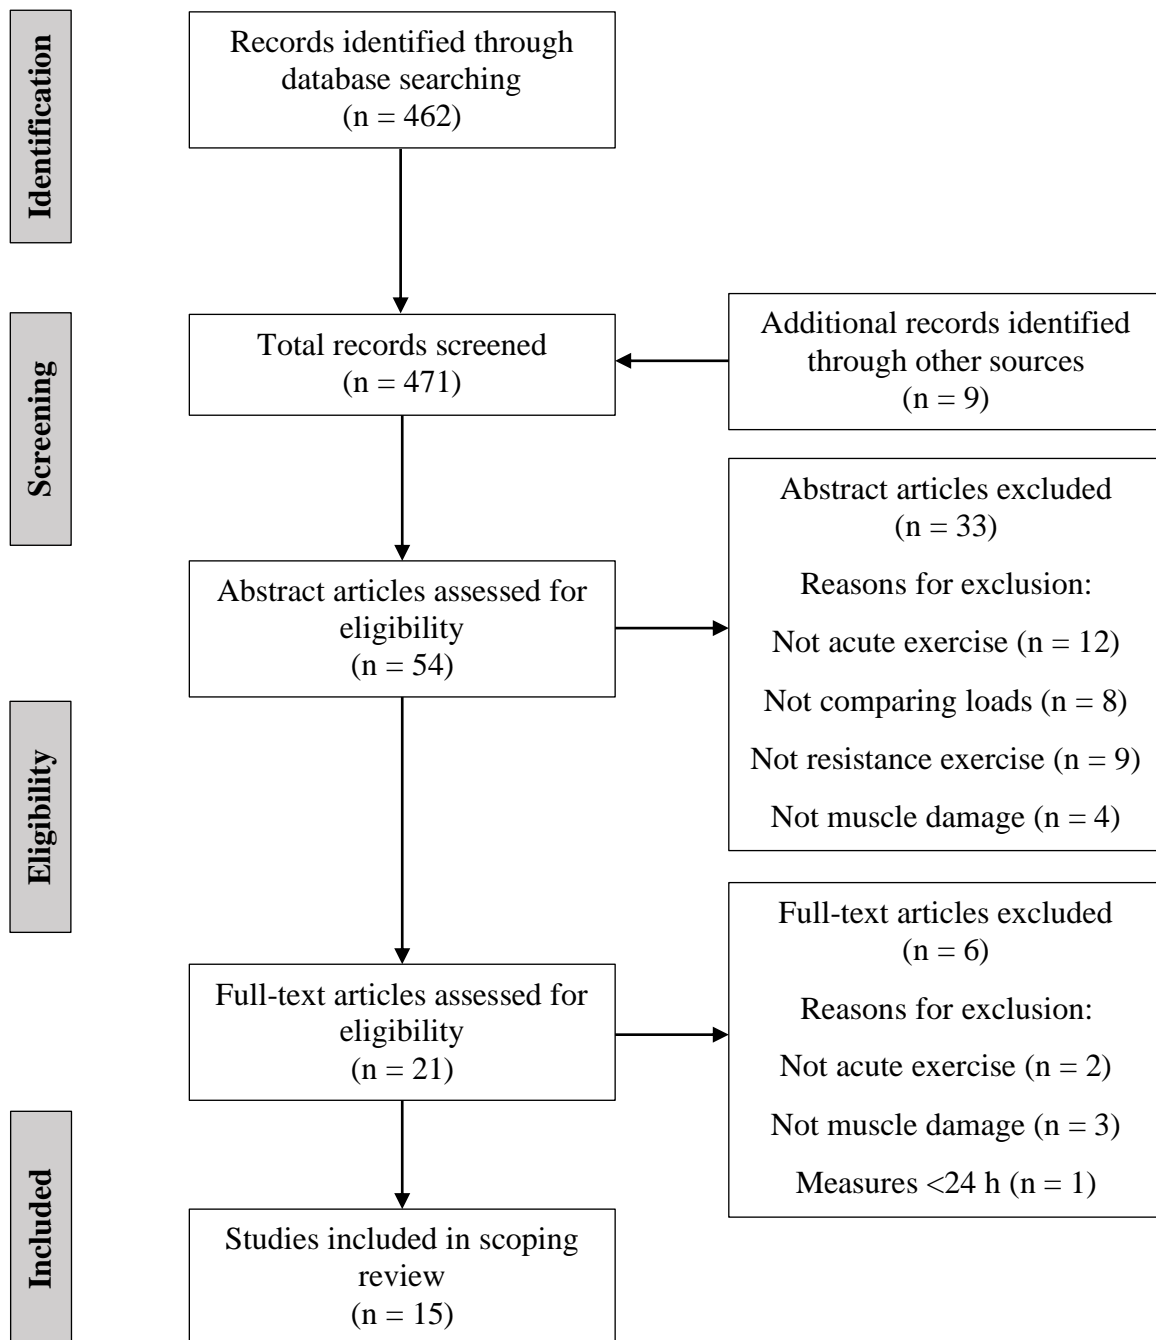 Identification
Records identified through
database searching
(n = 462)
Screening
Total records screened
(n = 471)
Additional records identified
through other sources
(n = 9)
Abstract articles assessed for
eligibility
(n = 54)
Abstract articles excluded
(n = 33)
Reasons for exclusion:
Not acute exercise (n = 12)
Not comparing loads (n = 8)
Not resistance exercise (n = 9)
Not muscle damage (n = 4)
Eligibility
Full-text articles assessed for
eligibility
(n = 21)
Full-text articles excluded
(n = 6)
Reasons for exclusion:
Not acute exercise (n = 2)
Not muscle damage (n = 3)
Measures <24 h (n = 1)
Included
Studies included in scoping
review
(n = 15)